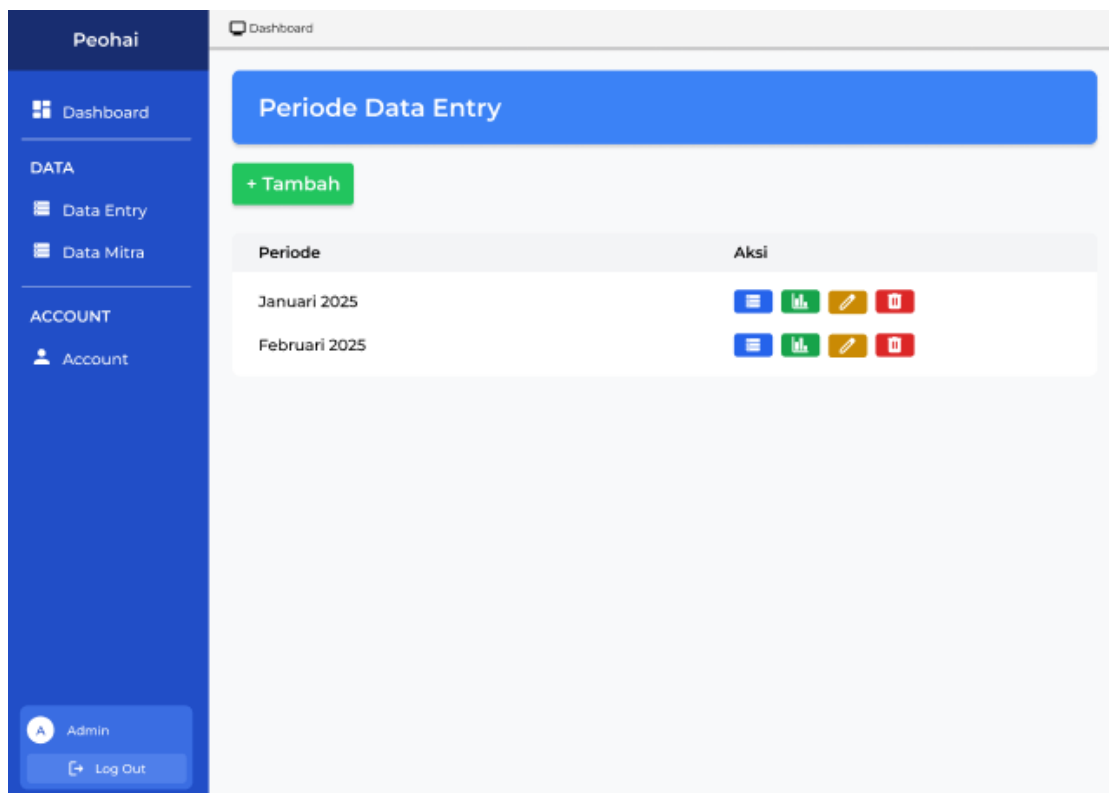 Peohai
Dashboard
DATA
Data Entry
Data Mitra
ACCOUNT
Account
A Admin
Log Out
Dashboard
Periode Data Entry
+ Tambah
Periode Aksi
Januari 2025
Februari 2025